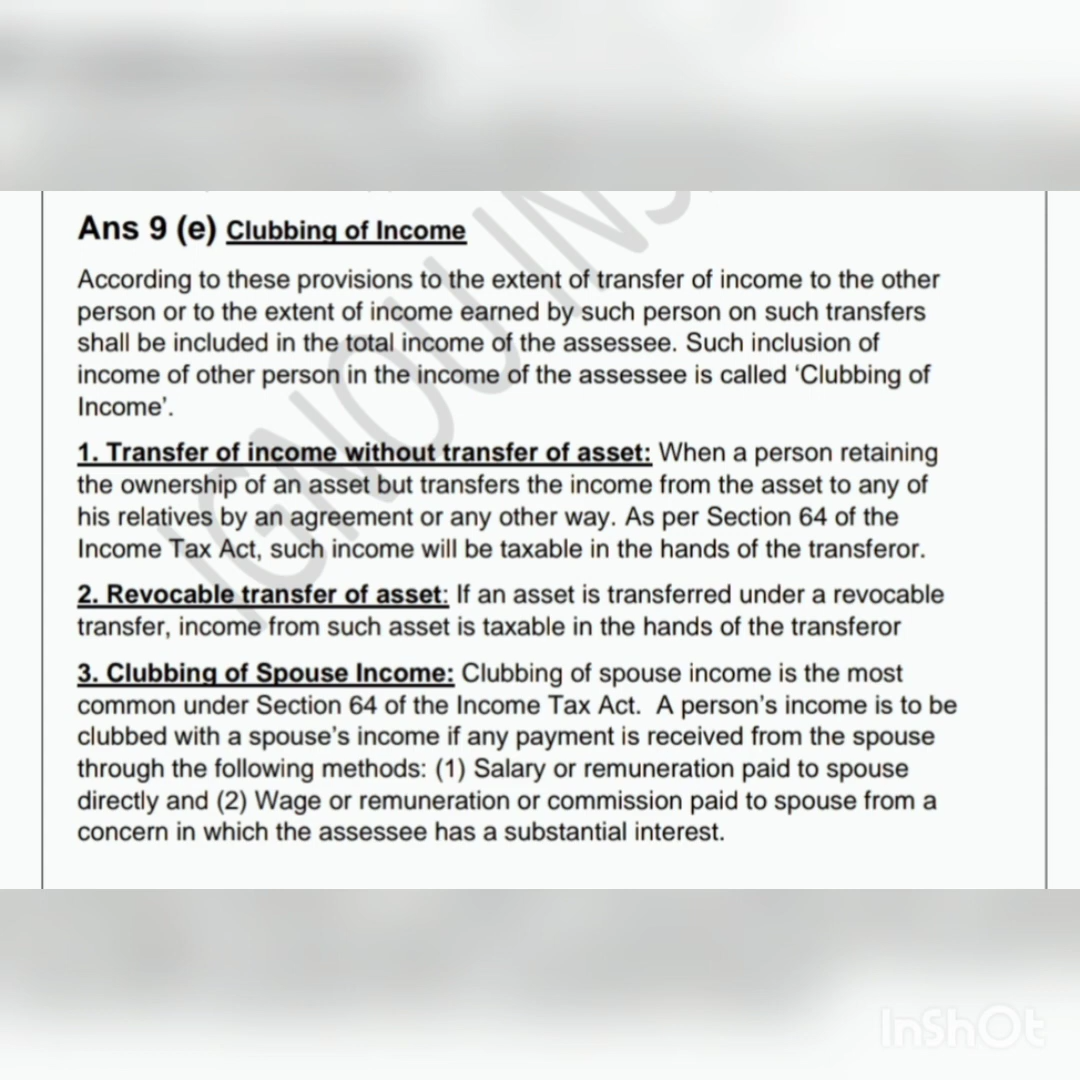 Ans 9 (e) Clubbing of Income
According to these provisions to the extent of transfer of income to the other
person or to the extent of income earned by such person on such transfers
shall be included in the total income of the assessee. Such inclusion of
income of other person in the income of the assessee is called ‘Clubbing of
Income’.
1. Transfer of income without transfer of asset: When a person retaining
the ownership of an asset but transfers the income from the asset to any of
his relatives by an agreement or any other way. As per Section 64 of the
Income Tax Act, such income will be taxable in the hands of the transferor.
2. Revocable transfer of asset: If an asset is transferred under a revocable
transfer, income from such asset is taxable in the hands of the transferor
3. Clubbing of Spouse Income: Clubbing of spouse income is the most
common under Section 64 of the Income Tax Act. A person’s income is to be
clubbed with a spouse’s income if any payment is received from the spouse
through the following methods: (1) Salary or remuneration paid to spouse
directly and (2) Wage or remuneration or commission paid to spouse from a
concern in which the assessee has a substantial interest.
IGNOU INS
InShOt